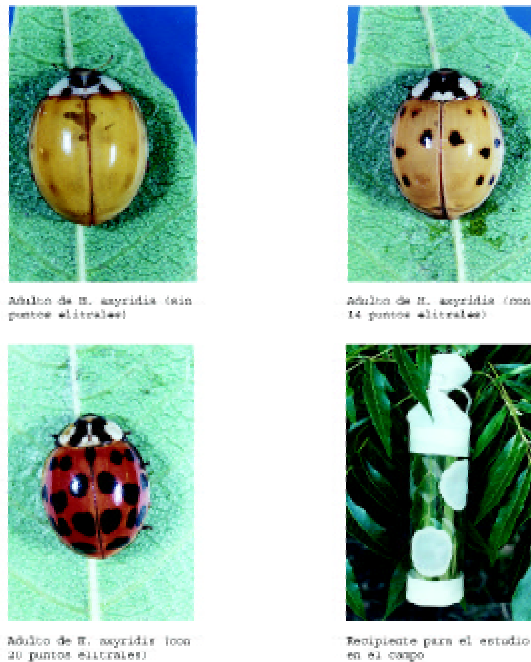 Adulto de H. axyridis (sin
puntos elitrales)
Adulto de H. axyridis (con
14 puntos elitrales)
Adulto de H. axyridis (con
20 puntos elitrales)
Recipiente para el estudio
en el campo